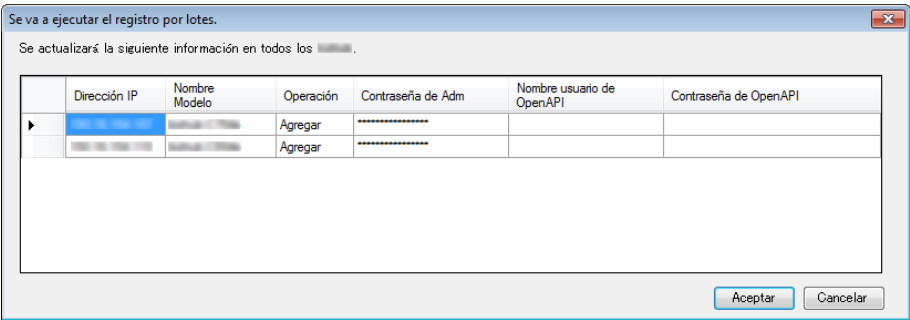 Se va a ejecutar el registro por lotes.
Se actualizará la siguiente información en todos los .
Dirección IP
Nombre
Modelo
Operación
Contraseña de Adm
Nombre usuario de
OpenAPI
Contraseña de OpenAPI
Agregar ****************
Agregar ****************
Aceptar
Cancelar